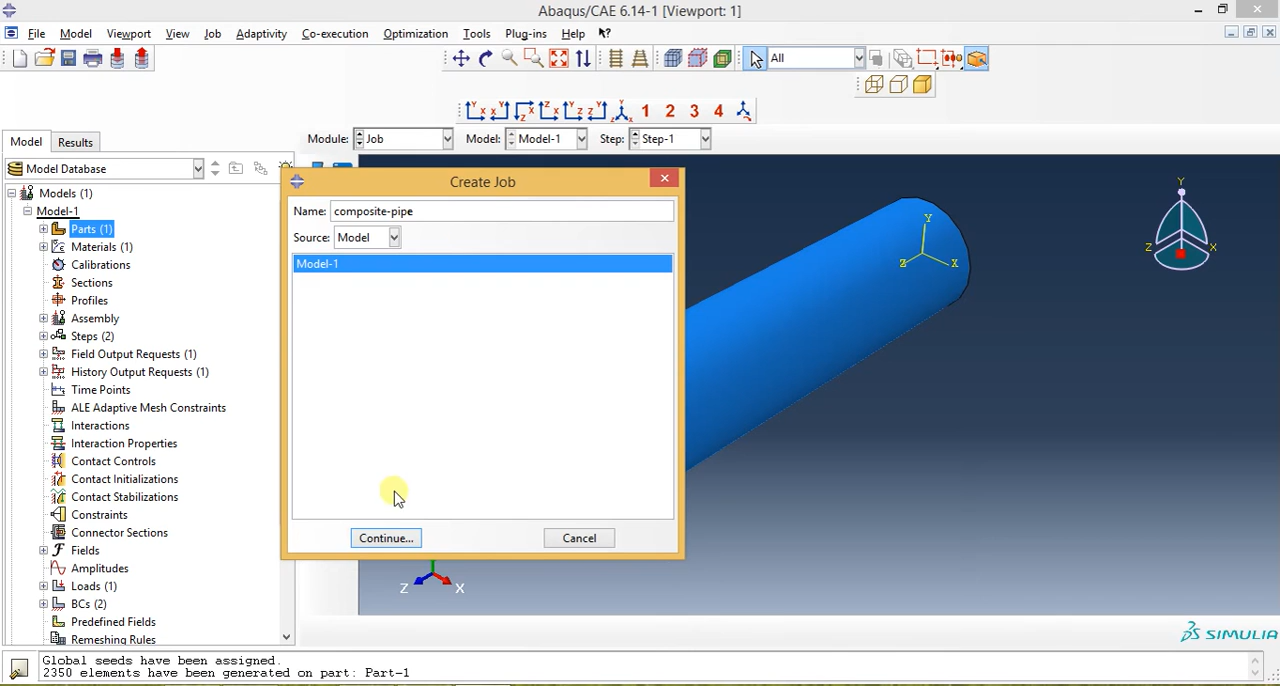 Abaqus/CAE 6.14-1 [Viewport: 1]
File Model Viewport View Job Adaptivity Co-execution Optimization Tools Plug-ins Help
All
1 2 3 4
Model Results Module: Job Model: Model-1 Step: Step-1
Model Database
Models (1)
Model-1
Parts (1)
Materials (1)
Calibrations
Sections
Profiles
Assembly
Steps (2)
Field Output Requests (1)
History Output Requests (1)
Time Points
ALE Adaptive Mesh Constraints
Interactions
Interaction Properties
Contact Controls
Contact Initializations
Contact Stabilizations
Constraints
Connector Sections
Fields
Amplitudes
Loads (1)
BCs (2)
Predefined Fields
Remeshing Rules
Create Job
Name: composite-pipe
Source: Model
Model-1
Continue... Cancel
Y
Z X
Y
Z X
Z X
SIMULIA
Global seeds have been assigned.
2350 elements have been generated on part: Part-1